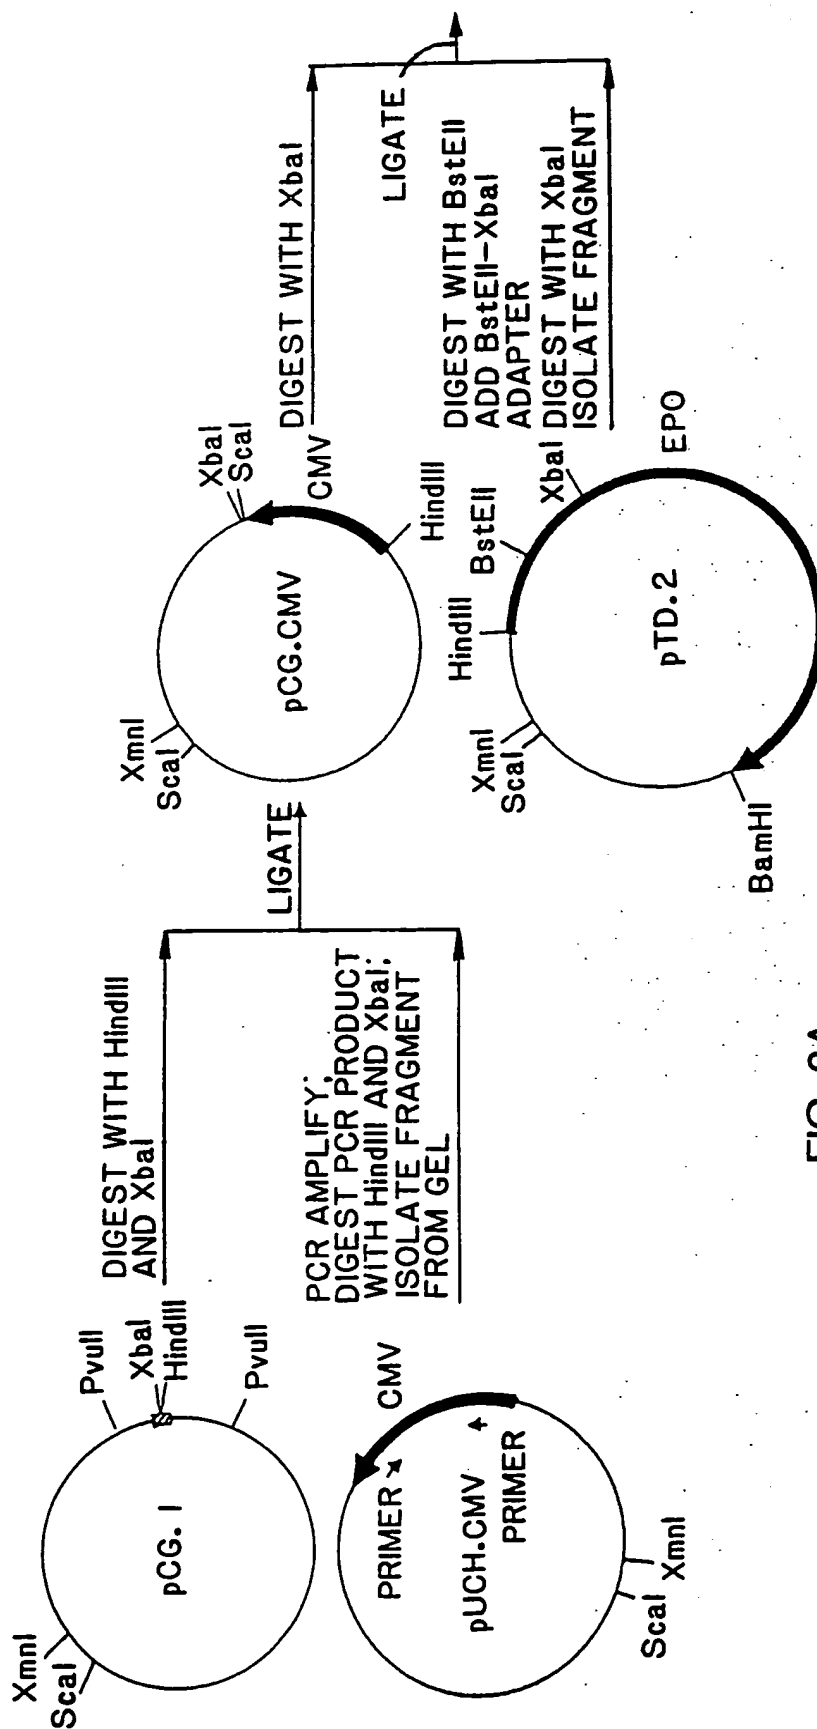 XmnI
ScaI
pCG.1
PvuII
XbaI
HindIII
PvuII
DIGEST WITH HindIII
AND XbaI
PRIMER
CMV
pUCH.CMV
PRIMER
ScaI
XmnI
PCR AMPLIFY;
DIGEST PCR PRODUCT
WITH HindIII AND XbaI;
ISOLATE FRAGMENT
FROM GEL
LIGATE
XmnI
ScaI
pCG.CMV
XbaI
ScaI
CMV
HindIII
DIGEST WITH XbaI
HindIII
BstEII
XbaI
XmnI
ScaI
pTD.2
EPO
BamHI
DIGEST WITH BstEII
ADD BstEII-XbaI
ADAPTER
DIGEST WITH XbaI
ISOLATE FRAGMENT
LIGATE